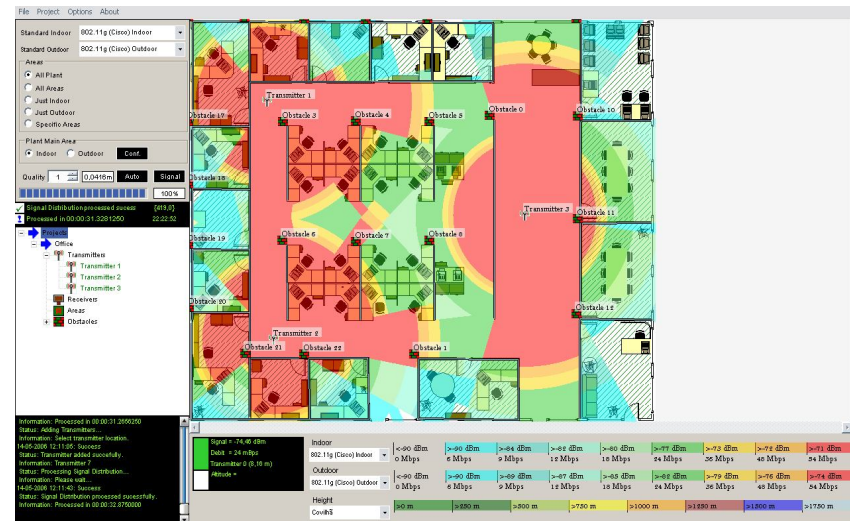 File Project Options About
Standard Indoor 802.11g (Cisco) Indoor
Standard Outdoor 802.11g (Cisco) Outdoor
Areas
All Plant
All Areas
Just Indoor
Just Outdoor
Specific Areas
Plant Main Area
Indoor Outdoor Conf.
Quality 1 0,0416m Auto Signal
100%
Signal Distribution processed sucess [419,0]
Processed in 00:00:31.3281250 22:22:52
Projects
Office
Transmitters
Transmitter 1
Transmitter 2
Transmitter 3
Receivers
Areas
Obstacles
Information: Processed in 00:00:31.2656250
Status: Adding Transmitters...
Information: Select transmitter location.
14-05-2006 12:11:05: Success
Status: Transmitter added succefully.
Information: Transmitter 7
Status: Processing Signal Distribution...
Information: Please wait...
14-05-2006 12:11:43: Success
Status: Signal Distribution processed sucessfully.
Information: Processed in 00:00:32.8750000
Transmitter 1
Obstacle 17
Obstacle 3
Obstacle 4
Obstacle 5
Obstacle 0
Obstacle 10
Obstacle 18
Transmitter 3
Obstacle 11
Obstacle 19
Obstacle 6
Obstacle 7
Obstacle 8
Obstacle 20
Obstacle 12
Transmitter 2
Obstacle 21
Obstacle 22
Obstacle 1
Signal = -74,46 dBm
Debit = 24 mBps
Transmitter 0 (8,16 m)
Altitude =
Indoor
802.11g (Cisco) Indoor
<-90 dBm >-90 dBm >-84 dBm >-82 dBm >-80 dBm >-77 dBm >-73 dBm >-72 dBm >-71 dBm
0 Mbps 6 Mbps 9 Mbps 12 Mbps 18 Mbps 24 Mbps 36 Mbps 48 Mbps 54 Mbps
Outdoor
802.11g (Cisco) Outdoor
<-90 dBm >-90 dBm >-89 dBm >-87 dBm >-85 dBm >-82 dBm >-79 dBm >-76 dBm >-74 dBm
0 Mbps 6 Mbps 9 Mbps 12 Mbps 18 Mbps 24 Mbps 36 Mbps 48 Mbps 54 Mbps
Height
Covilhã
>0 m >250 m >500 m >750 m >1000 m >1250 m >1500 m >1750 m